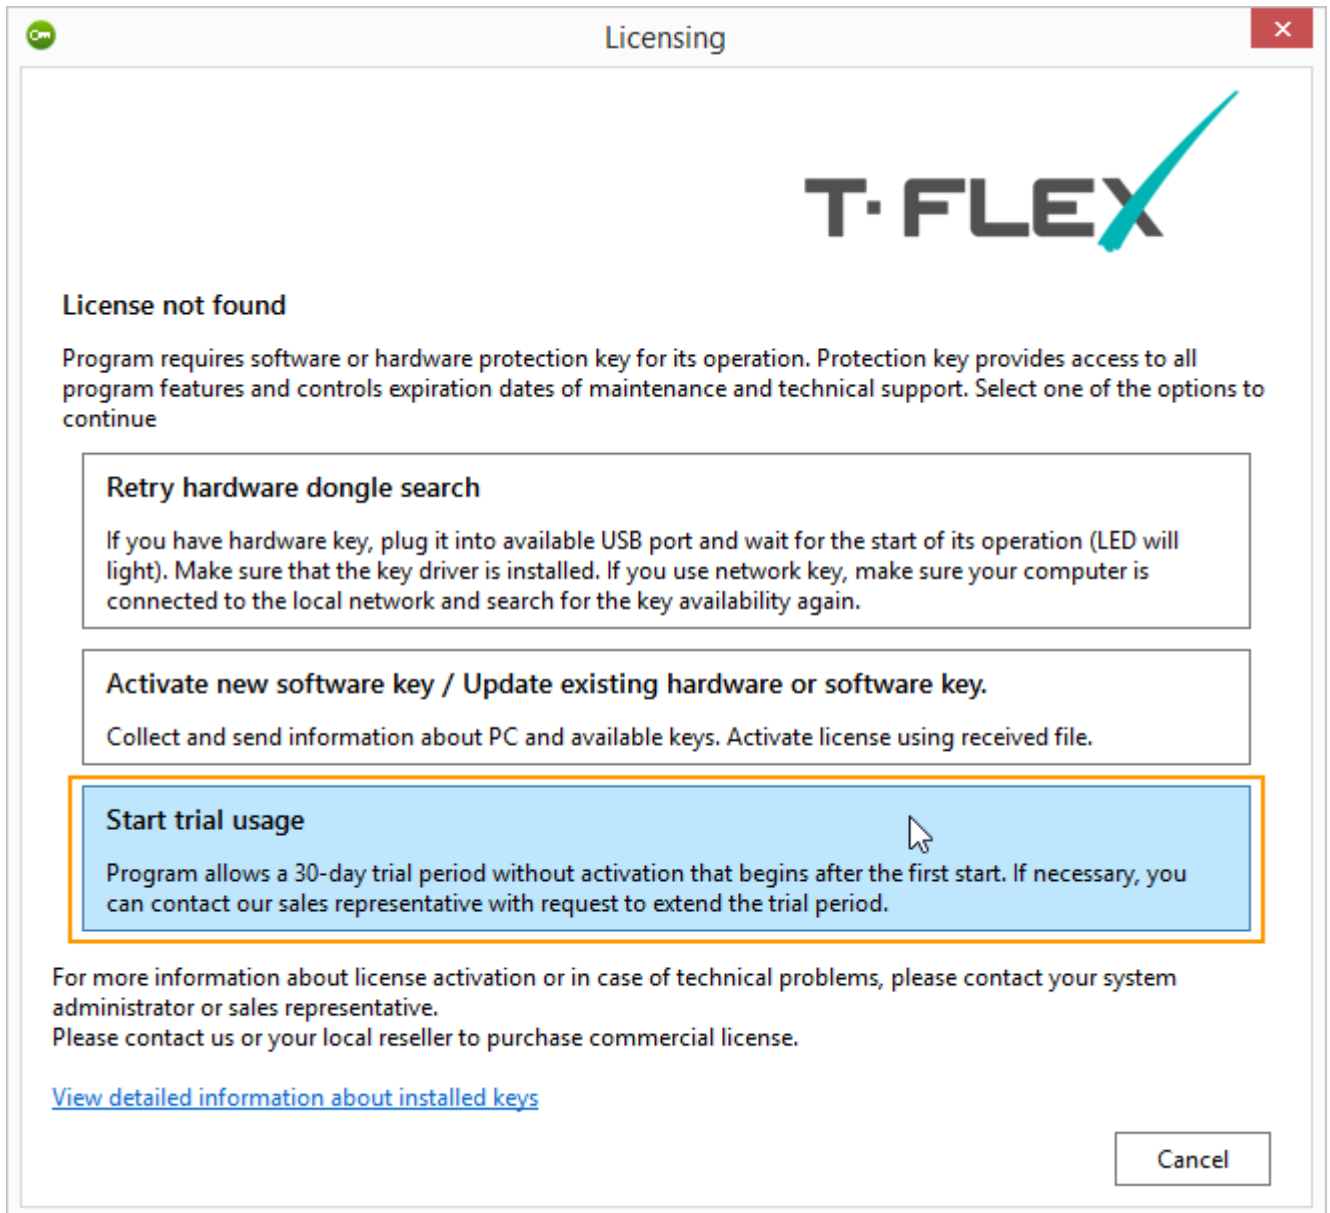 Licensing
T·FLEX
License not found
Program requires software or hardware protection key for its operation. Protection key provides access to all
program features and controls expiration dates of maintenance and technical support. Select one of the options to
continue
Retry hardware dongle search
If you have hardware key, plug it into available USB port and wait for the start of its operation (LED will
light). Make sure that the key driver is installed. If you use network key, make sure your computer is
connected to the local network and search for the key availability again.
Activate new software key / Update existing hardware or software key.
Collect and send information about PC and available keys. Activate license using received file.
Start trial usage
Program allows a 30-day trial period without activation that begins after the first start. If necessary, you
can contact our sales representative with request to extend the trial period.
For more information about license activation or in case of technical problems, please contact your system
administrator or sales representative.
Please contact us or your local reseller to purchase commercial license.
View detailed information about installed keys
Cancel